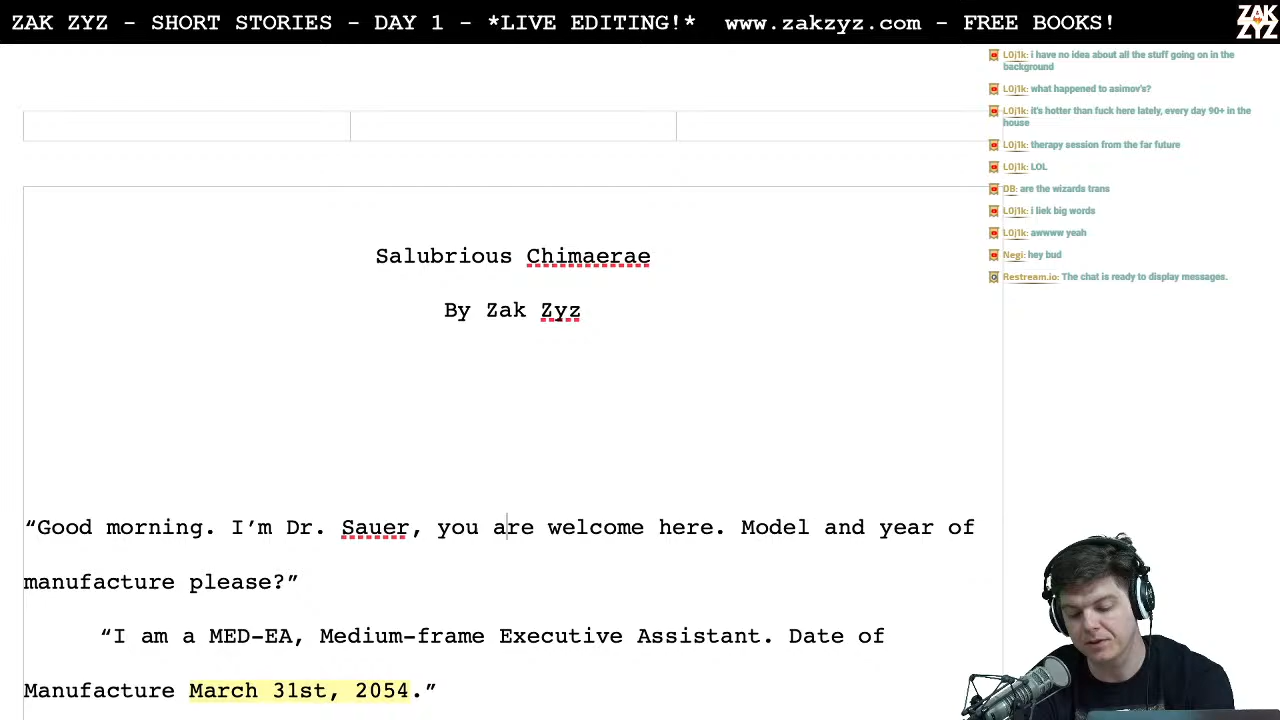 ZAK ZYZ - SHORT STORIES - DAY 1 - *LIVE EDITING!* www.zakzyz.com - FREE BOOKS!
ZAK
ZYZ
L0j1k: i have no idea about all the stuff going on in the
background
L0j1k: what happened to asimov's?
L0j1k: it's hotter than fuck here lately, every day 90+ in the
house
L0j1k: therapy session from the far future
L0j1k: LOL
DB: are the wizards trans
L0j1k: i liek big words
L0j1k: awwww yeah
Negi: hey bud
Restream.io: The chat is ready to display messages.
Salubrious Chimaerae
By Zak Zyz
“Good morning. I’m Dr. Sauer, you are welcome here. Model and year of
manufacture please?”
“I am a MED-EA, Medium-frame Executive Assistant. Date of
Manufacture March 31st, 2054.”